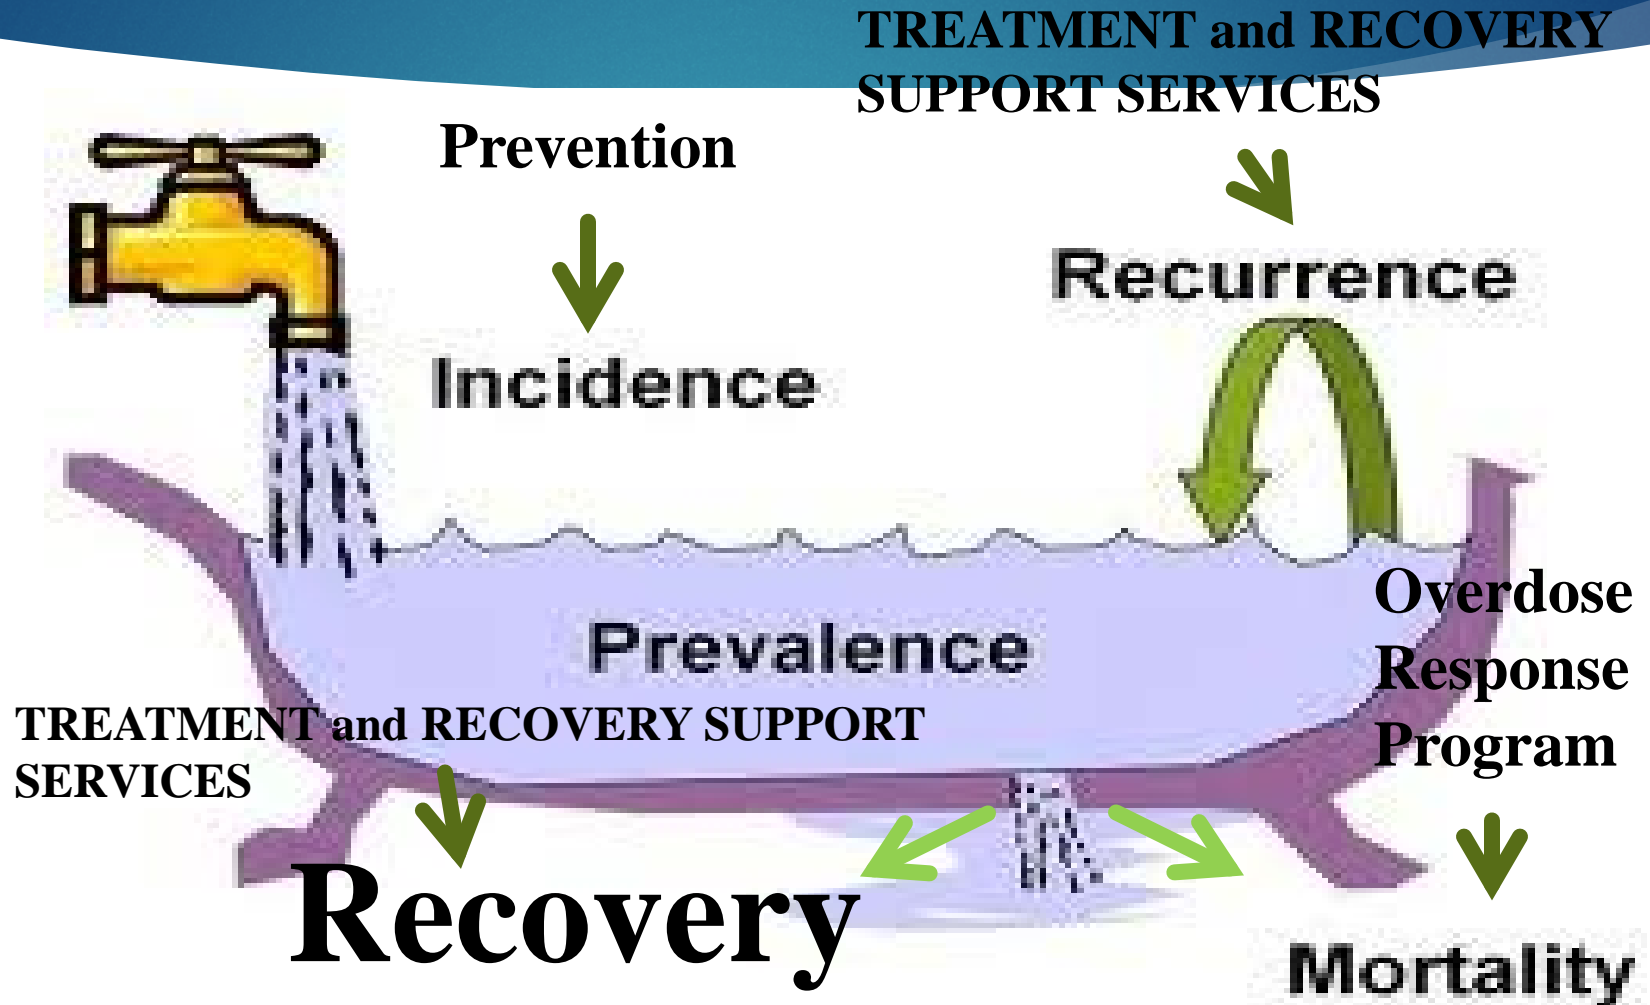 TREATMENT and RECOVERY
SUPPORT SERVICES
Prevention
Recurrence
Incidence
Overdose
Response
Program
Prevalence
TREATMENT and RECOVERY SUPPORT
SERVICES
Recovery
Mortality